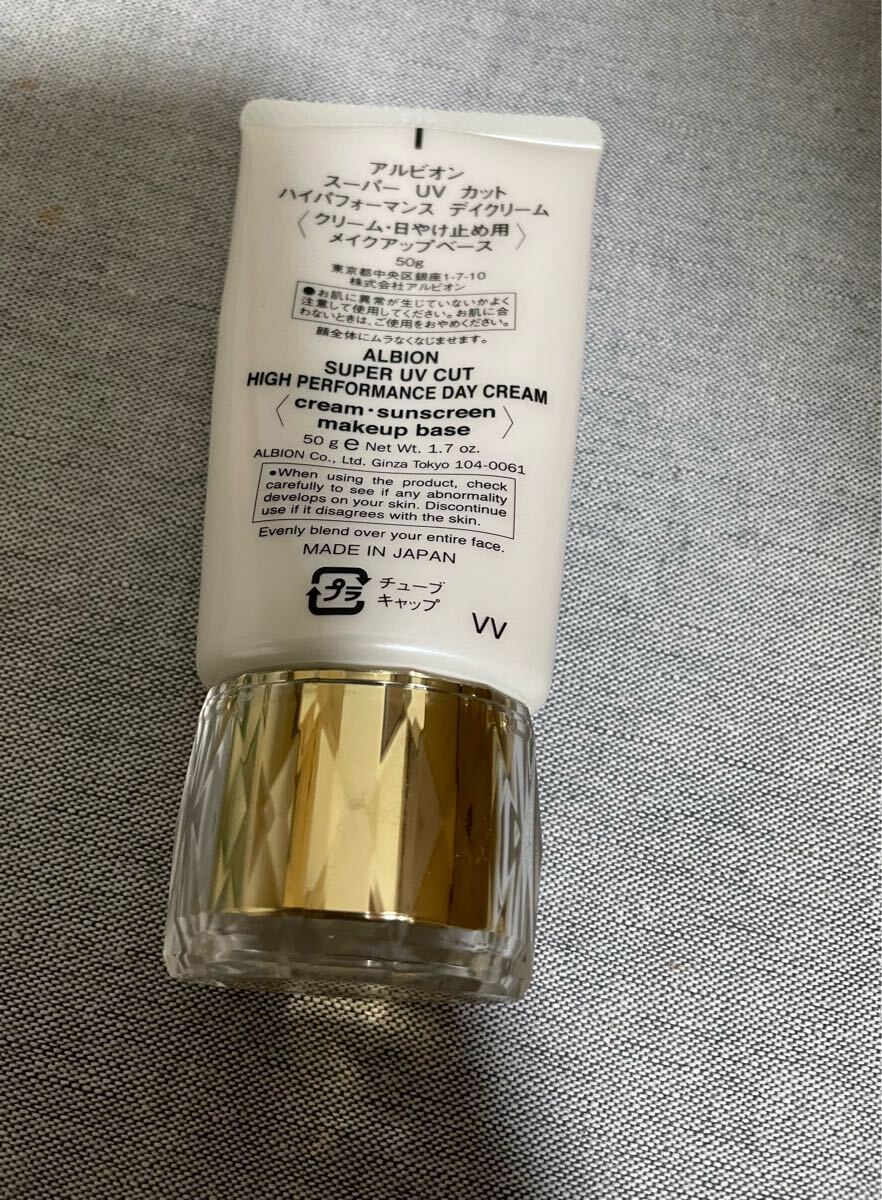 アルビオン
スーパー UV カット
ハイパフォーマンス デイクリーム
〈クリーム・日やけ止め用
メイクアップベース〉
50g
東京都中央区銀座1-7-10
株式会社アルビオン
●お肌に異常が生じていないかよく
注意して使用してください。お肌に合
わないときは、ご使用をおやめください。
顔全体にムラなくなじませます。
ALBION
SUPER UV CUT
HIGH PERFORMANCE DAY CREAM
〈cream・sunscreen
makeup base〉
50 g e Net Wt. 1.7 oz.
ALBION Co., Ltd. Ginza Tokyo 104-0061
●When using the product, check
carefully to see if any abnormality
develops on your skin. Discontinue
use if it disagrees with the skin.
Evenly blend over your entire face.
MADE IN JAPAN
プラ チューブ
キャップ
VV